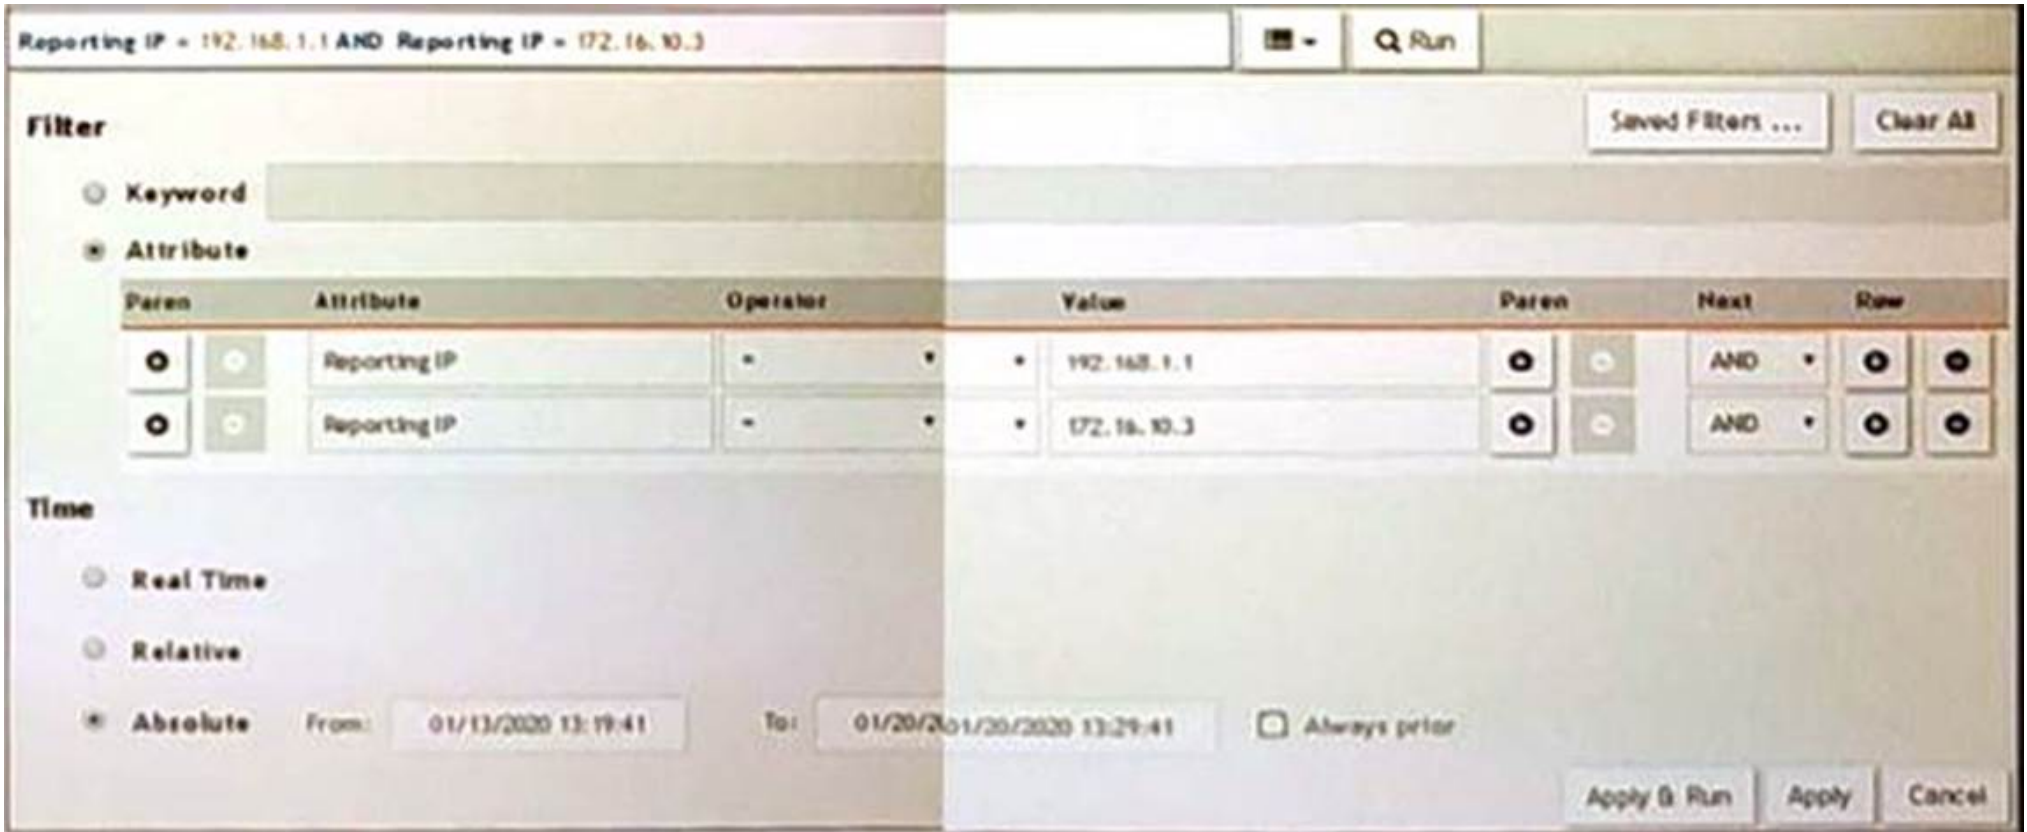 Reporting IP = 192.168.1.1 AND Reporting IP = 172.16.10.3
Run
Filter
Saved Filters ...
Clear All
Keyword
Attribute
Paren Attribute Operator Value Paren Next Row
Reporting IP = 192.168.1.1 AND
Reporting IP = 172.16.10.3 AND
Time
Real Time
Relative
Absolute From: 01/13/2020 13:19:41 To: 01/20/2 01/20/2020 13:29:41 Always prior
Apply & Run Apply Cancel